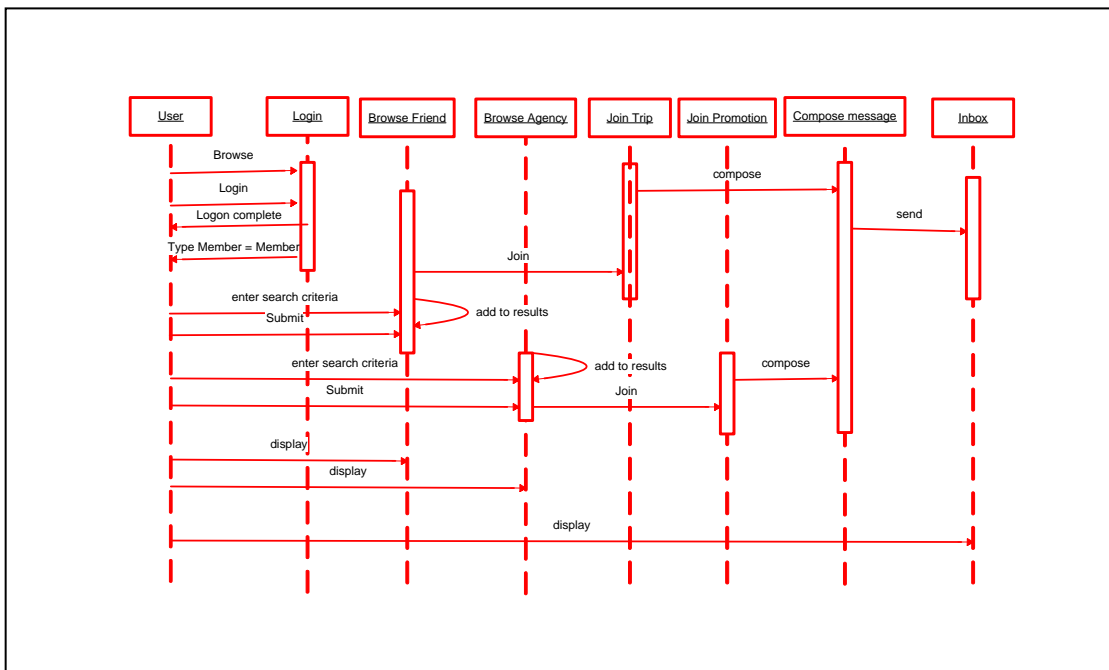 User
Login
Browse Friend
Browse Agency
Join Trip
Join Promotion
Compose message
Inbox
Browse
compose
Login
Logon complete
send
Type Member = Member
Join
enter search criteria
add to results
Submit
enter search criteria
add to results
compose
Submit
Join
display
display
display